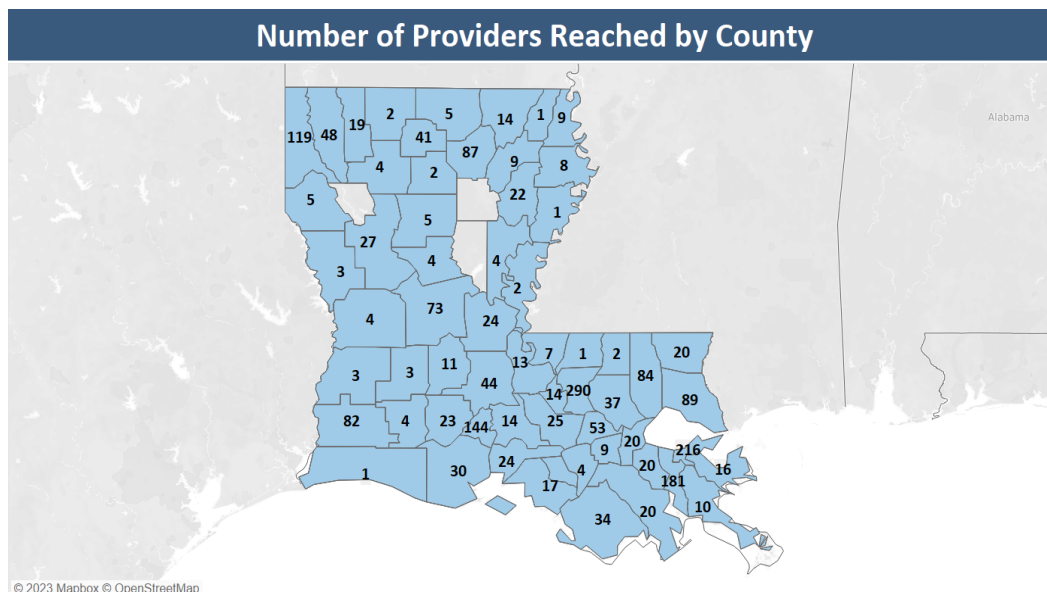 Number of Providers Reached by County
Alabama
119 48 19 2 5 14 1 9
41
87
4 2 9 8
5 22
5 1
27
3 4 4
2
4 73 24
3 3 11 44 13 7 1 2 84 20
14 290 37 89
82 4 23 144 14 25 53 20 216
1 30 24 9 20 16
17 4 181
34 20 10
© 2023 Mapbox © OpenStreetMap